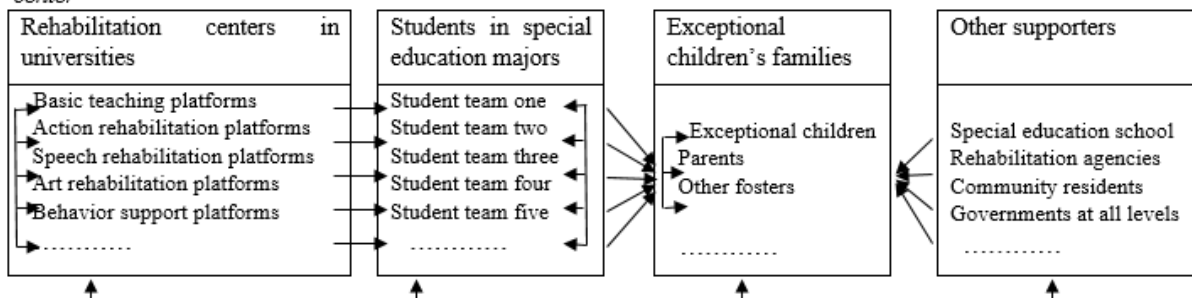 Rehabilitation centers in
universities
Basic teaching platforms
Action rehabilitation platforms
Speech rehabilitation platforms
Art rehabilitation platforms
Behavior support platforms
…………
Students in special
education majors
Student team one
Student team two
Student team three
Student team four
Student team five
…………
Exceptional
children’s families
Exceptional children
Parents
Other fosters
…………
Other supporters
Special education school
Rehabilitation agencies
Community residents
Governments at all levels
…………